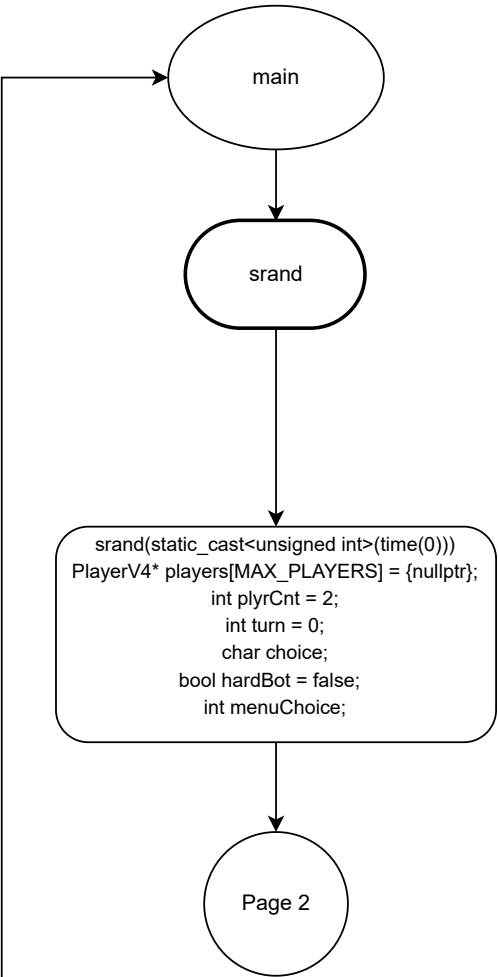 main
srand
srand(static_cast<unsigned int>(time(0)))
PlayerV4* players[MAX_PLAYERS] = {nullptr};
int plyrCnt = 2;
int turn = 0;
char choice;
bool hardBot = false;
int menuChoice;
Page 2